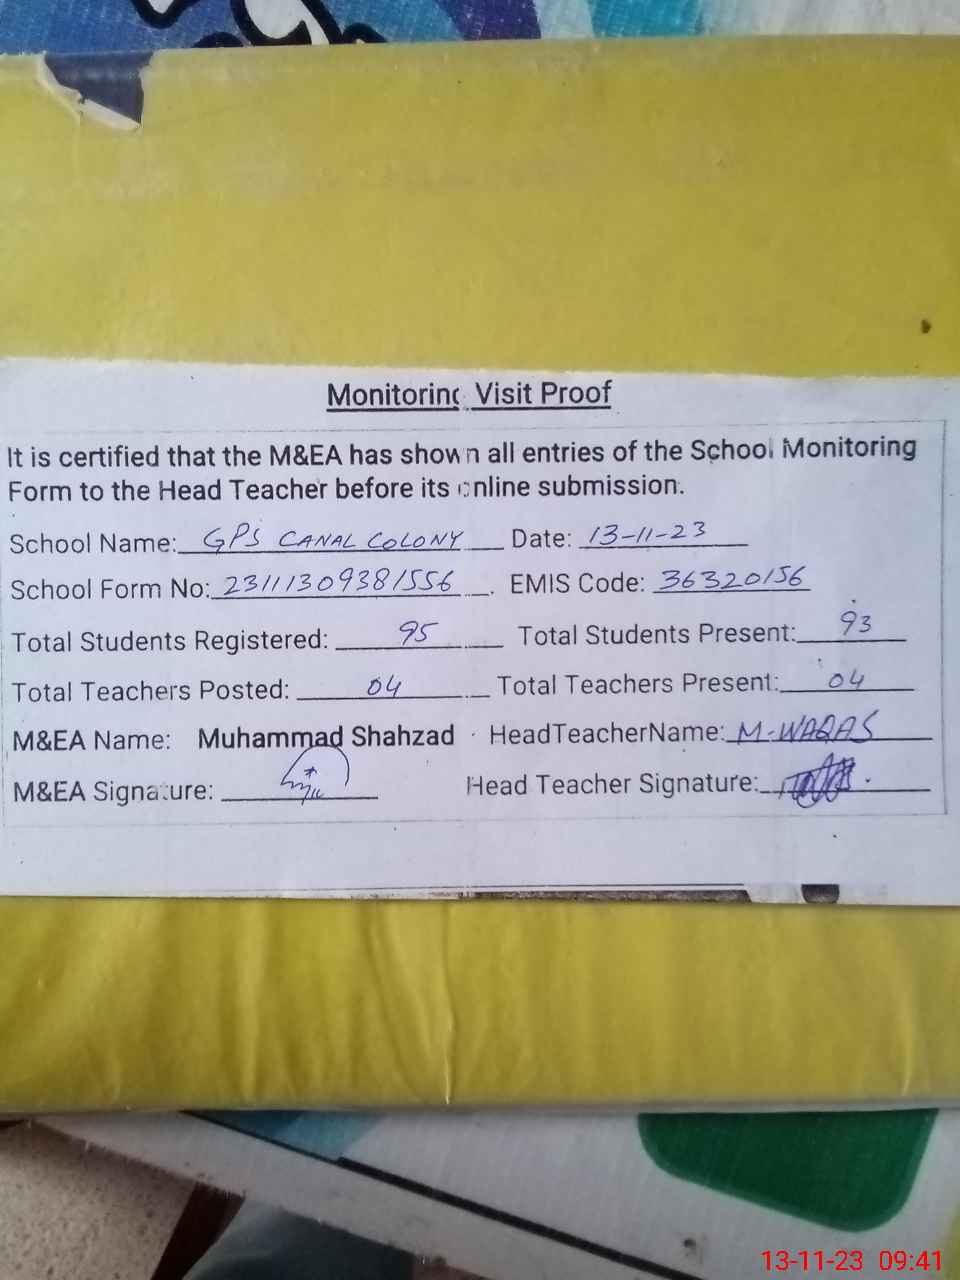 Monitoring Visit Proof
It is certified that the M&EA has shown all entries of the School Monitoring
Form to the Head Teacher before its online submission.
School Name: GPS CANAL COLONY Date: 13-11-23
School Form No: 23111309381556 EMIS Code: 36320156
Total Students Registered: 95 Total Students Present: 93
Total Teachers Posted: 04 Total Teachers Present: 04
M&EA Name: Muhammad Shahzad HeadTeacherName: M-WAQAS
M&EA Signature: Head Teacher Signature:
13-11-23 09:41